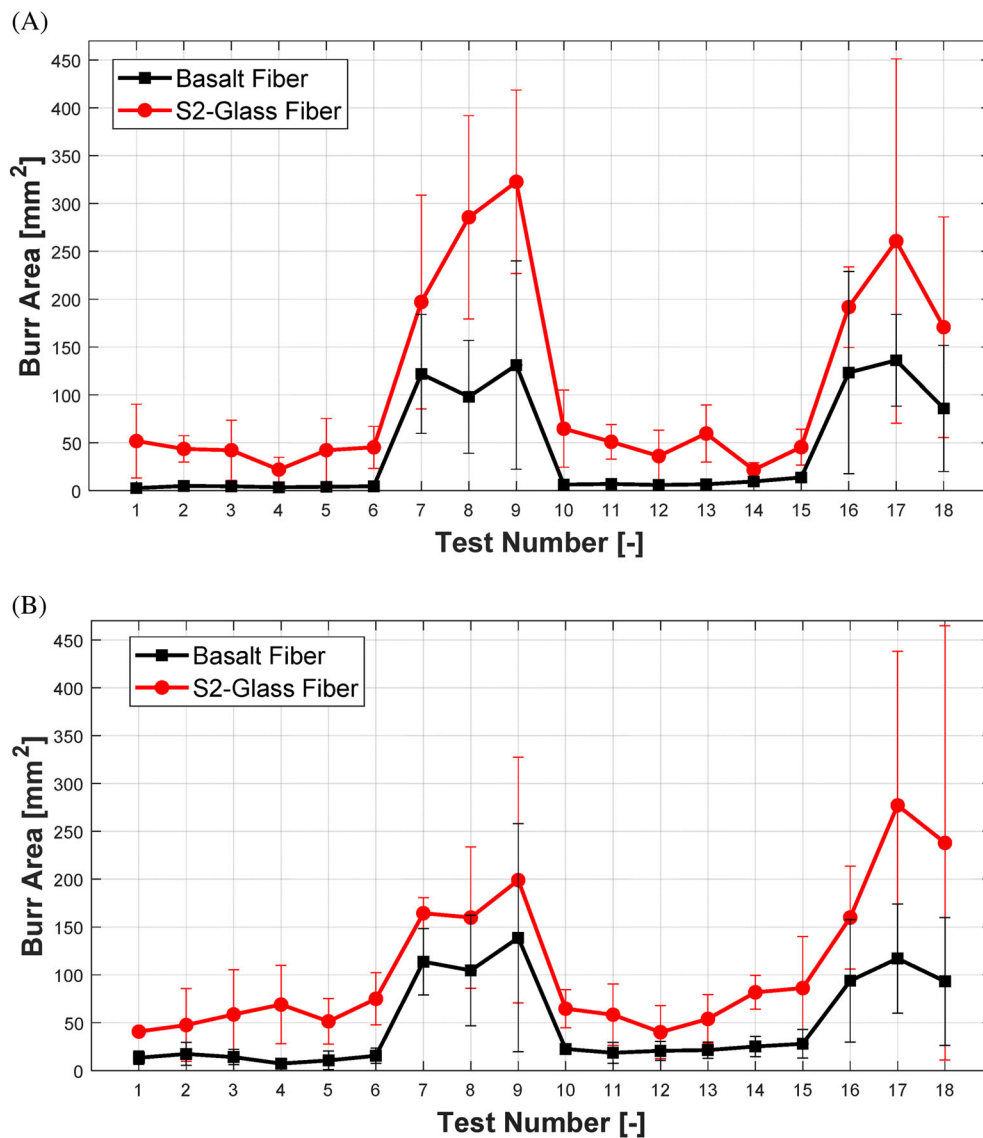 (A)
450
400
350
300
250
200
150
100
50
0
Burr Area [mm²]
Basalt Fiber
S2-Glass Fiber
1 2 3 4 5 6 7 8 9 10 11 12 13 14 15 16 17 18
Test Number [-]
(B)
450
400
350
300
250
200
150
100
50
0
Burr Area [mm²]
Basalt Fiber
S2-Glass Fiber
1 2 3 4 5 6 7 8 9 10 11 12 13 14 15 16 17 18
Test Number [-]